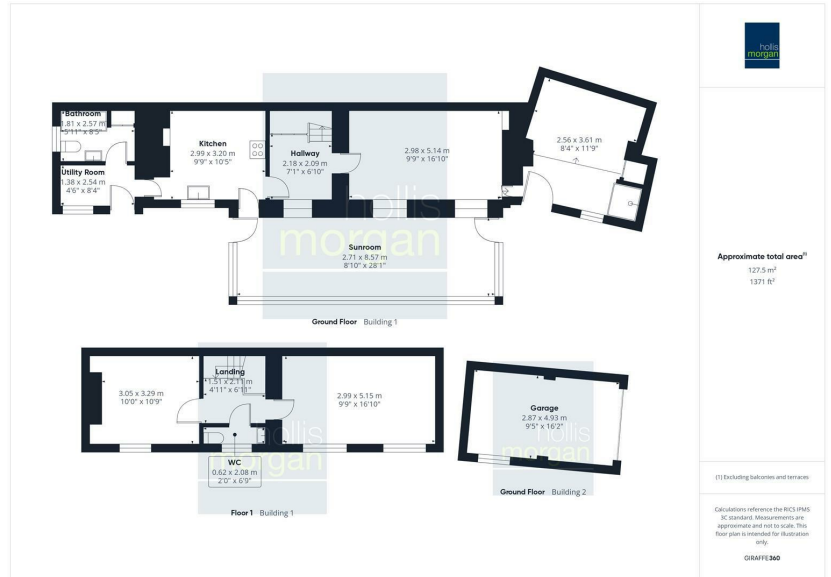 hollis
morgan
Bathroom
1.81 x 2.57 m
5'11" x 8'5"
Utility Room
1.38 x 2.54 m
4'6" x 8'4"
Kitchen
2.99 x 3.20 m
9'9" x 10'5"
Hallway
2.18 x 2.09 m
7'1" x 6'10"
2.98 x 5.14 m
9'9" x 16'10"
2.56 x 3.61 m
8'4" x 11'9"
hollis
morgan
Sunroom
2.71 x 8.57 m
8'10" x 28'1"
Ground Floor Building 1
Approximate total area(1)
127.5 m²
1371 ft²
3.05 x 3.29 m
10'0" x 10'9"
Landing
1.51 x 2.11 m
4'11" x 6'11"
2.99 x 5.15 m
9'9" x 16'10"
hollis
morgan
WC
0.62 x 2.08 m
2'0" x 6'9"
Floor 1 Building 1
Garage
2.87 x 4.93 m
9'5" x 16'2"
hollis
morgan
Ground Floor Building 2
(1) Excluding balconies and terraces
Calculations reference the RICS IPMS
3C standard. Measurements are
approximate and not to scale. This
floor plan is intended for illustration
only.
GIRAFFE360